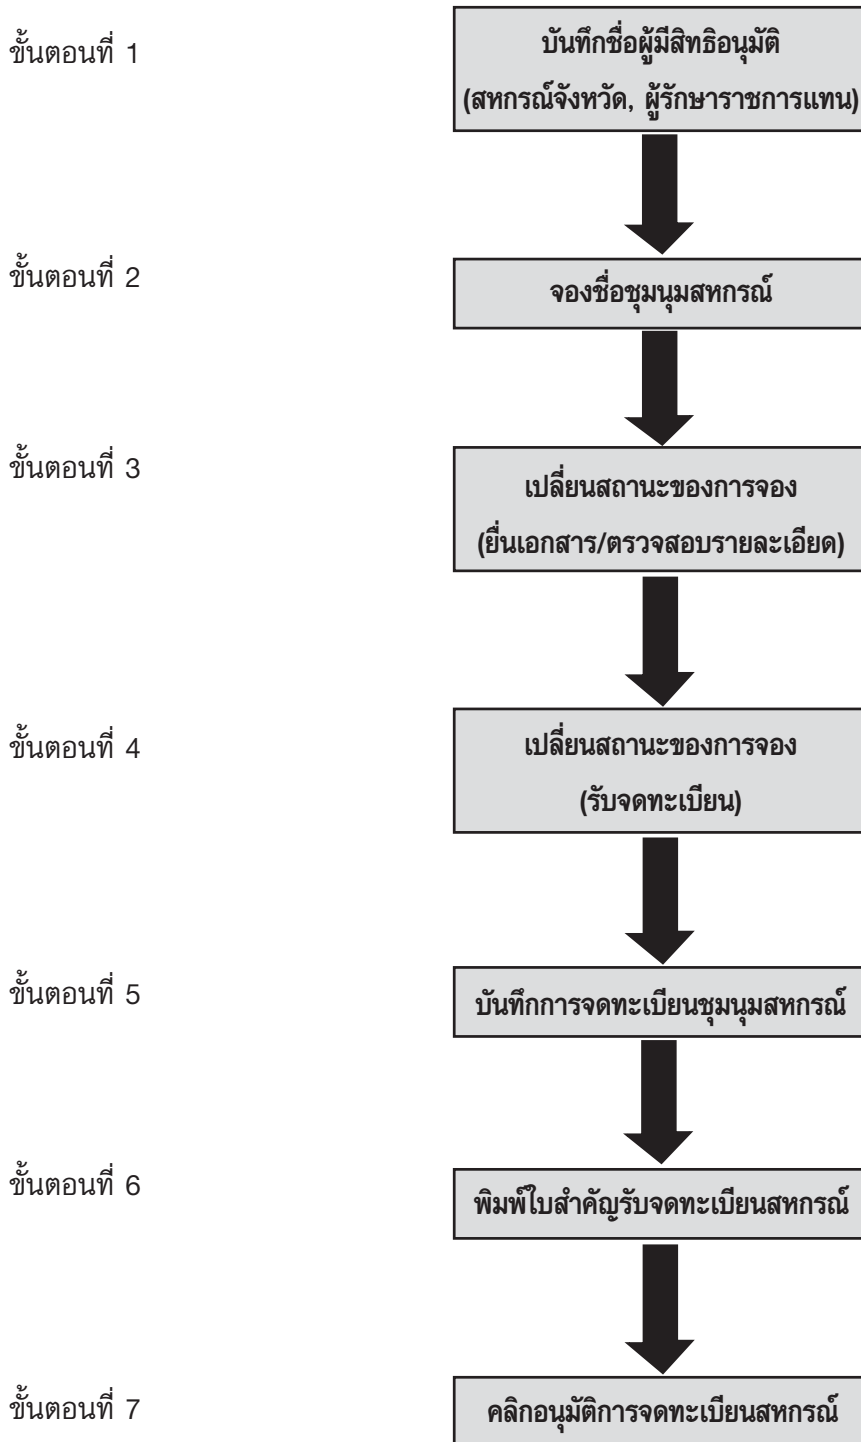 ขั้นตอนที่ 1
บันทึกชื่อผู้มีสิทธิอนุมัติ
(สหกรณ์จังหวัด, ผู้รักษาราชการแทน)
ขั้นตอนที่ 2
จองชื่อชุมนุมสหกรณ์
ขั้นตอนที่ 3
เปลี่ยนสถานะของการจอง
(ยื่นเอกสาร/ตรวจสอบรายละเอียด)
ขั้นตอนที่ 4
เปลี่ยนสถานะของการจอง
(รับจดทะเบียน)
ขั้นตอนที่ 5
บันทึกการจดทะเบียนชุมนุมสหกรณ์
ขั้นตอนที่ 6
พิมพ์ใบสำคัญรับจดทะเบียนสหกรณ์
ขั้นตอนที่ 7
คลิกอนุมัติการจดทะเบียนสหกรณ์